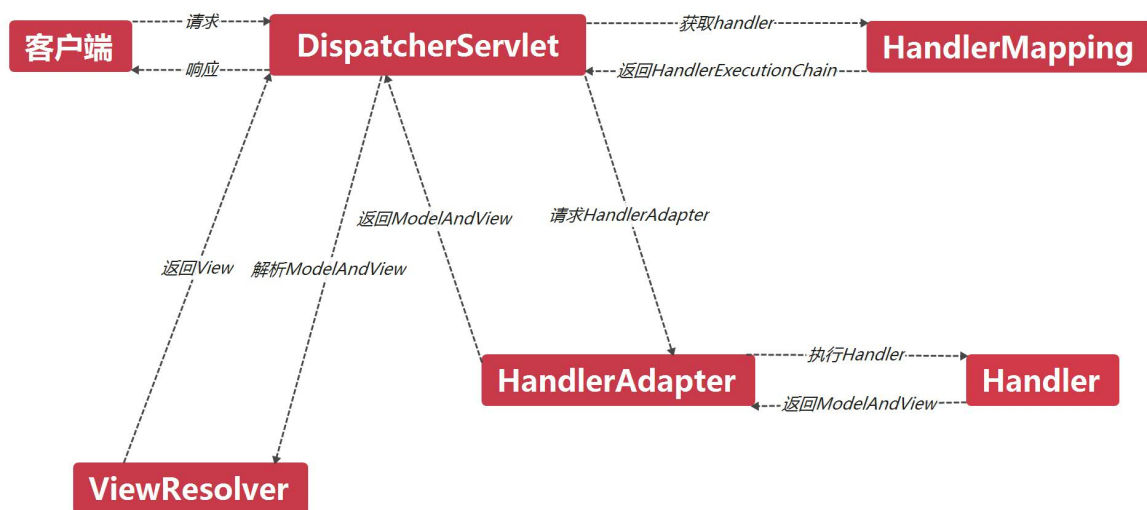 请求
获取handler
客户端
DispatcherServlet
HandlerMapping
响应
返回HandlerExecutionChain
返回ModelAndView
请求HandlerAdapter
返回View
解析ModelAndView
执行Handler
HandlerAdapter
Handler
返回ModelAndView
ViewResolver